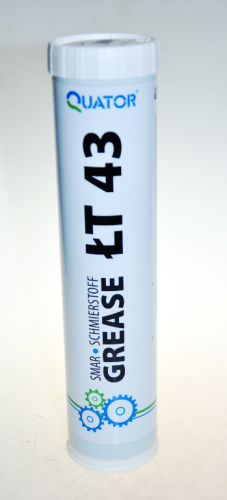 QUATOR
SMAR • SCHMIERSTOFF
GREASE ŁT 43